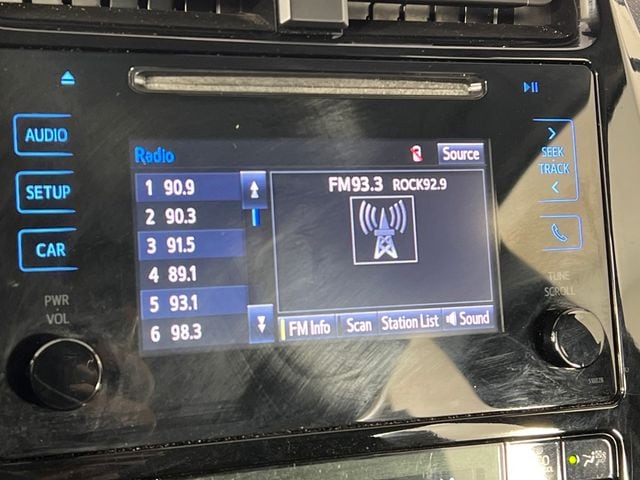 AUDIO
SETUP
CAR
PWR
VOL
Radio
Source
1 90.9
2 90.3
3 91.5
4 89.1
5 93.1
6 98.3
FM93.3 ROCK92.9
FM Info
Scan
Station List
Sound
>
SEEK
TRACK
<
TUNE
SCROLL